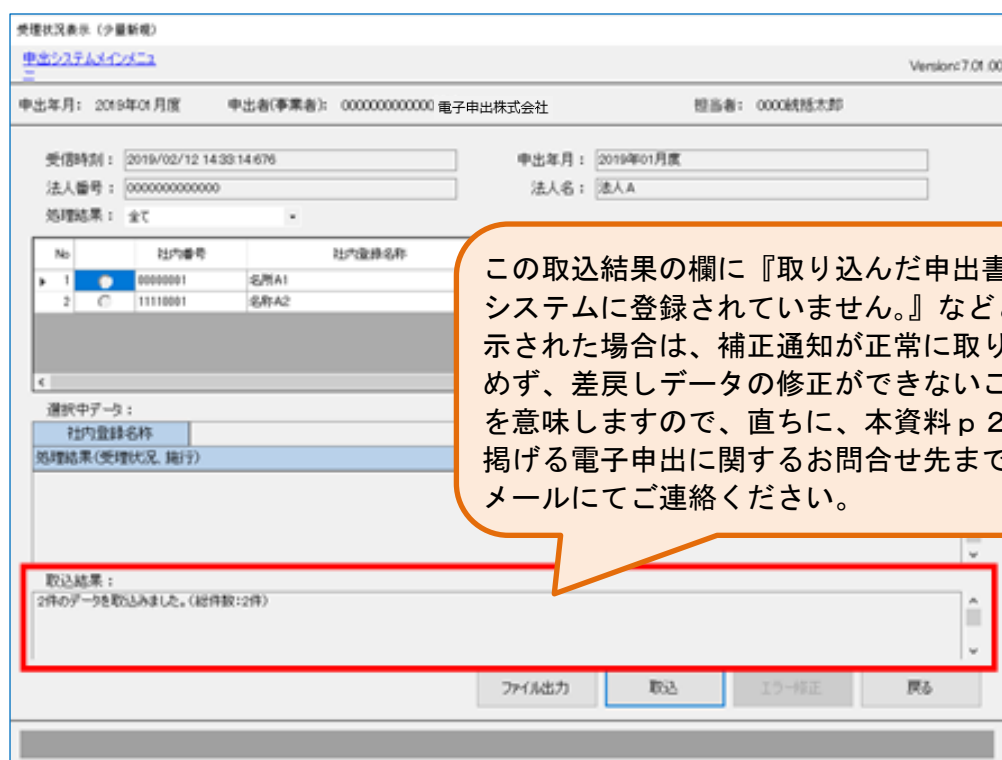 受理状況表示（少量新規）
申出システムメインメニュ
ー
Version:7.01.00
申出年月： 2019年01月度 申出者(事業者)： 000000000000 電子申出株式会社 担当者： 0000統括太郎
受信時刻： 2019/02/12 14:33:14:676 申出年月： 2019年01月度
法人番号： 0000000000000 法人名： 法人A
処理結果： 全て
No 社内番号 社内登録名称
1 00000001 名所A1
2 11110001 名称A2
この取込結果の欄に『取り込んだ申出書
システムに登録されていません。』など
示された場合は、補正通知が正常に取り
めず、差戻しデータの修正ができないこ
を意味しますので、直ちに、本資料ｐ２
掲げる電子申出に関するお問合せ先まで
メールにてご連絡ください。
選択中データ：
社内登録名称
処理結果(受理状況、施行)
取込結果：
2件のデータを取込みました。(総件数:2件)
ファイル出力 取込 エラー修正 戻る